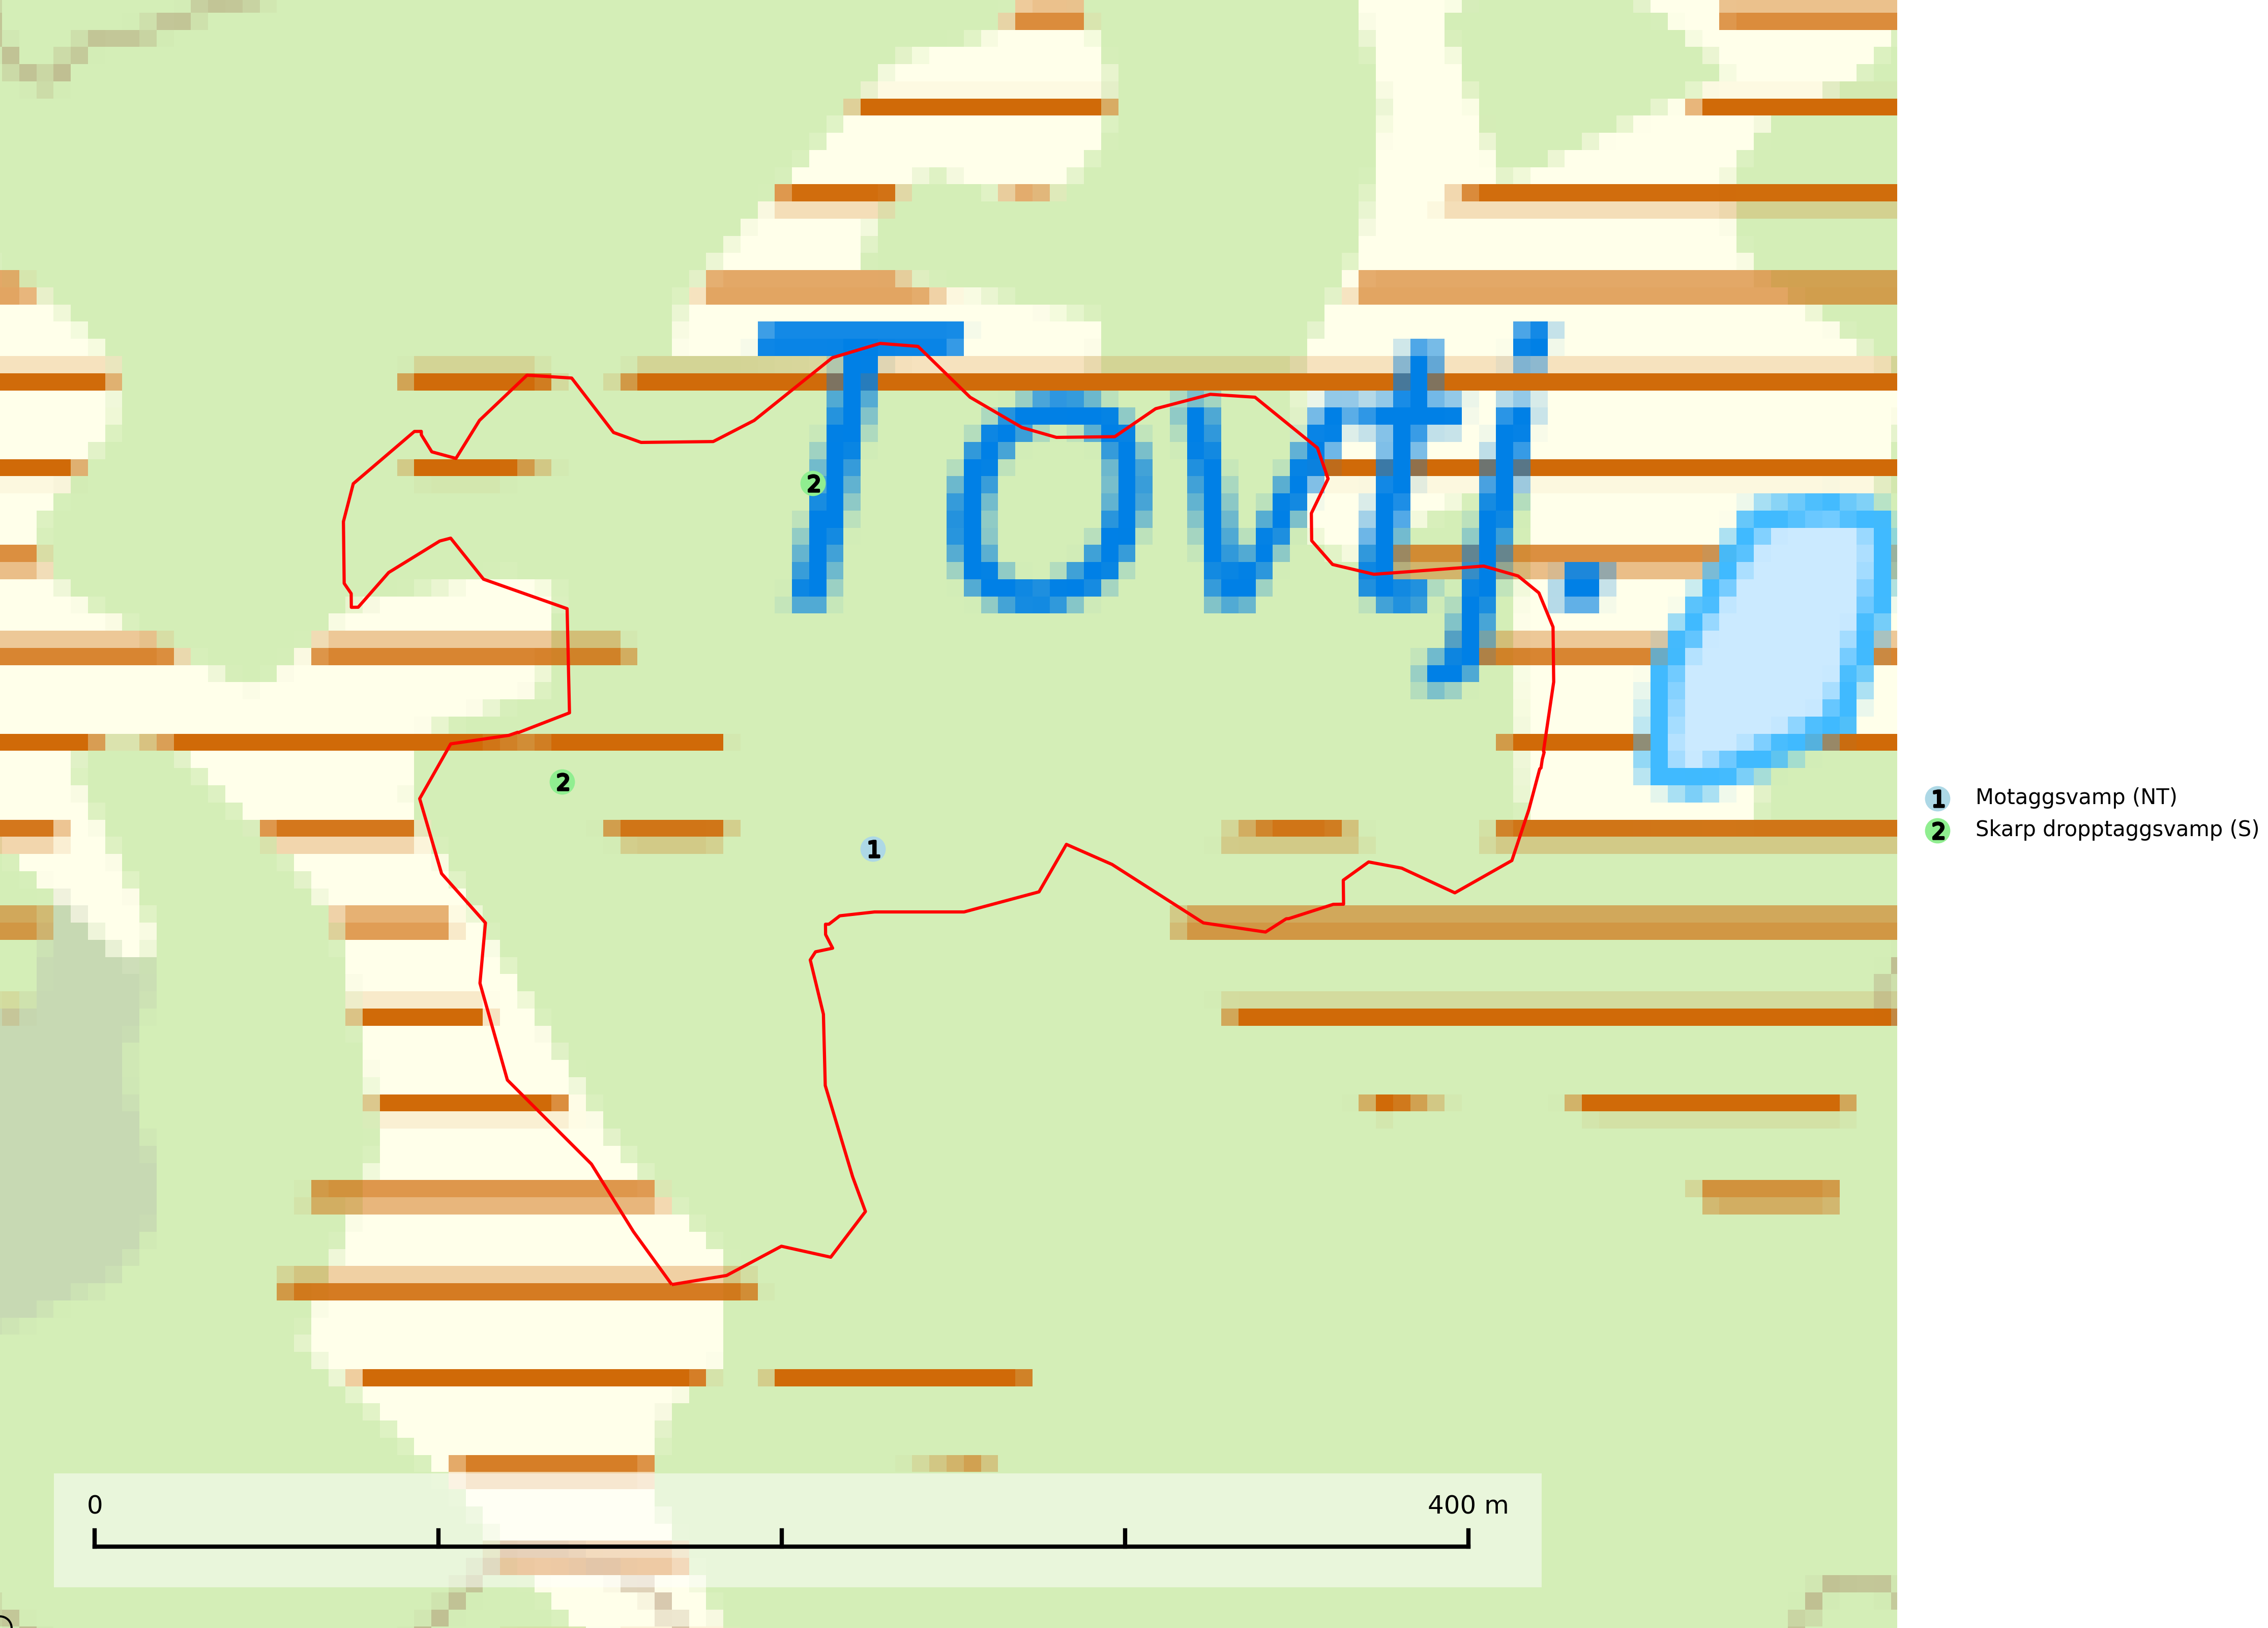 Tovtj.
2
2
1
1 Motaggsvamp (NT)
2 Skarp dropptaggsvamp (S)
0 400 m